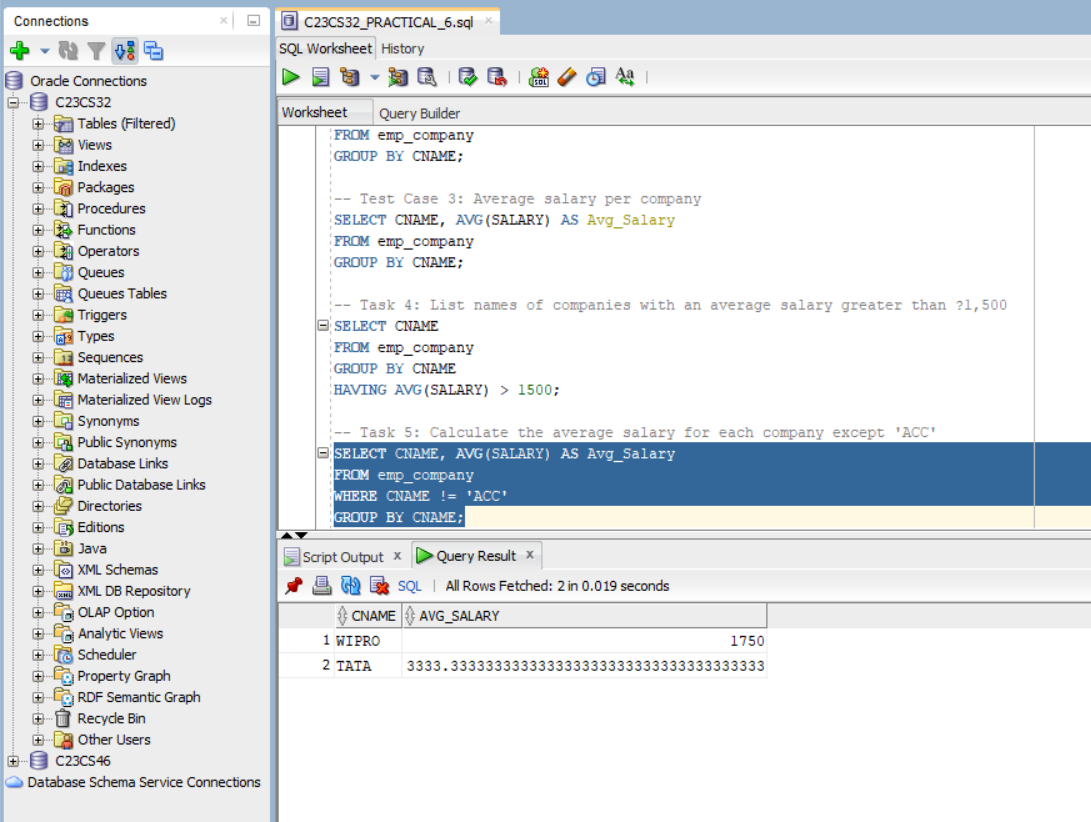 Connections
Oracle Connections
C23CS32
Tables (Filtered)
Views
Indexes
Packages
Procedures
Functions
Operators
Queues
Queues Tables
Triggers
Types
Sequences
Materialized Views
Materialized View Logs
Synonyms
Public Synonyms
Database Links
Public Database Links
Directories
Editions
Java
XML Schemas
XML DB Repository
OLAP Option
Analytic Views
Scheduler
Property Graph
RDF Semantic Graph
Recycle Bin
Other Users
C23CS46
Database Schema Service Connections
C23CS32_PRACTICAL_6.sql
SQL Worksheet History
Worksheet Query Builder
FROM emp_company
GROUP BY CNAME;
-- Test Case 3: Average salary per company
SELECT CNAME, AVG(SALARY) AS Avg_Salary
FROM emp_company
GROUP BY CNAME;
-- Task 4: List names of companies with an average salary greater than ?1,500
SELECT CNAME
FROM emp_company
GROUP BY CNAME
HAVING AVG(SALARY) > 1500;
-- Task 5: Calculate the average salary for each company except 'ACC'
SELECT CNAME, AVG(SALARY) AS Avg_Salary
FROM emp_company
WHERE CNAME != 'ACC'
GROUP BY CNAME;
Script Output x Query Result x
SQL | All Rows Fetched: 2 in 0.019 seconds
CNAME AVG_SALARY
1 WIPRO 1750
2 TATA 3333.33333333333333333333333333333333333